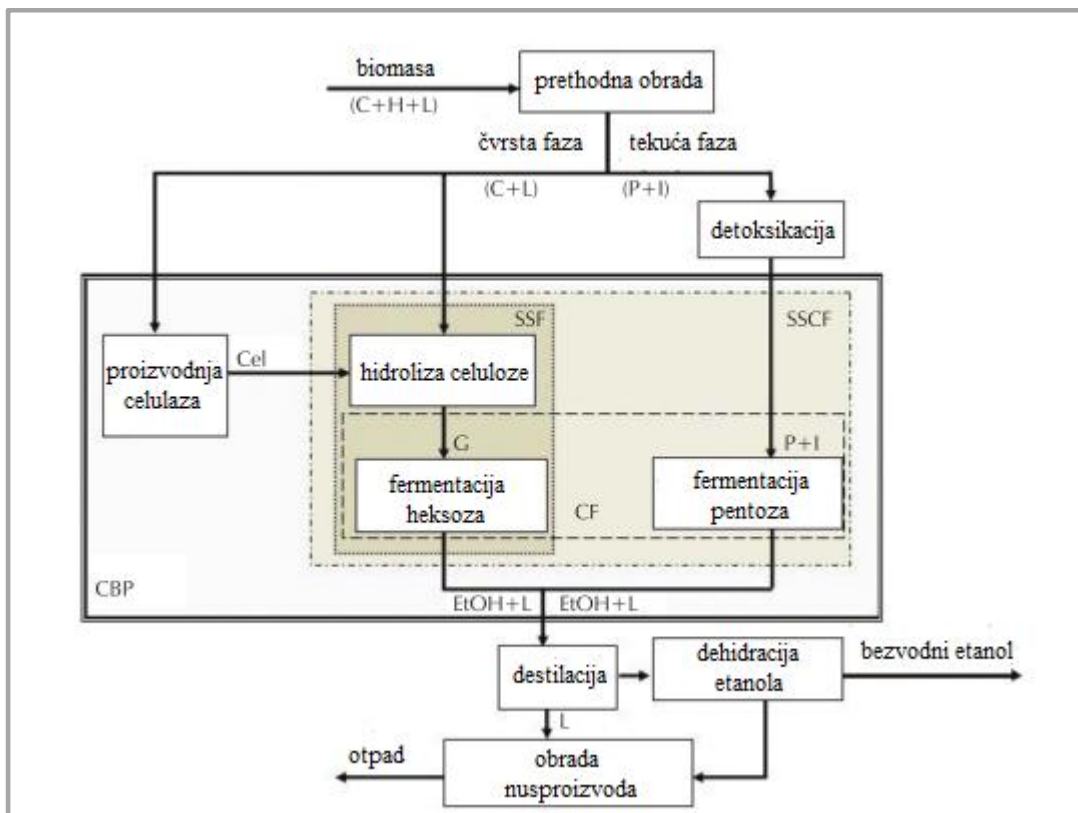 biomasa
(C+H+L)
prethodna obrada
čvrsta faza
tekuća faza
(C+L)
(P+I)
detoksikacija
SSF
SSCF
proizvodnja
celulaza
Cel
hidroliza celuloze
G
P+I
fermentacija
heksoza
CF
fermentacija
pentoza
CBP
EtOH+L
EtOH+L
destilacija
dehidracija
etanola
bezvodni etanol
L
otpad
obrada
nusproizvoda